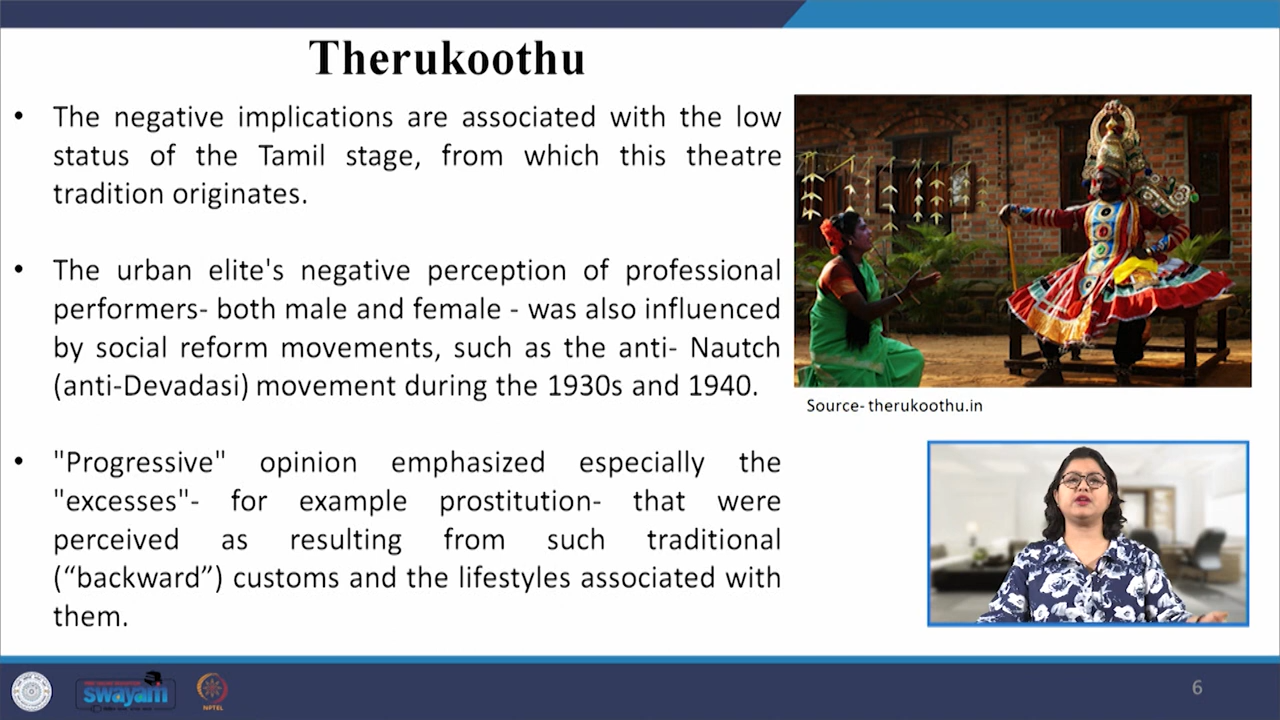 Therukoothu
• The negative implications are associated with the low
status of the Tamil stage, from which this theatre
tradition originates.
• The urban elite's negative perception of professional
performers- both male and female - was also influenced
by social reform movements, such as the anti- Nautch
(anti-Devadasi) movement during the 1930s and 1940.
• "Progressive" opinion emphasized especially the
"excesses"- for example prostitution- that were
perceived as resulting from such traditional
(“backward”) customs and the lifestyles associated with
them.
Source- therukoothu.in
swayam
NPTEL
6